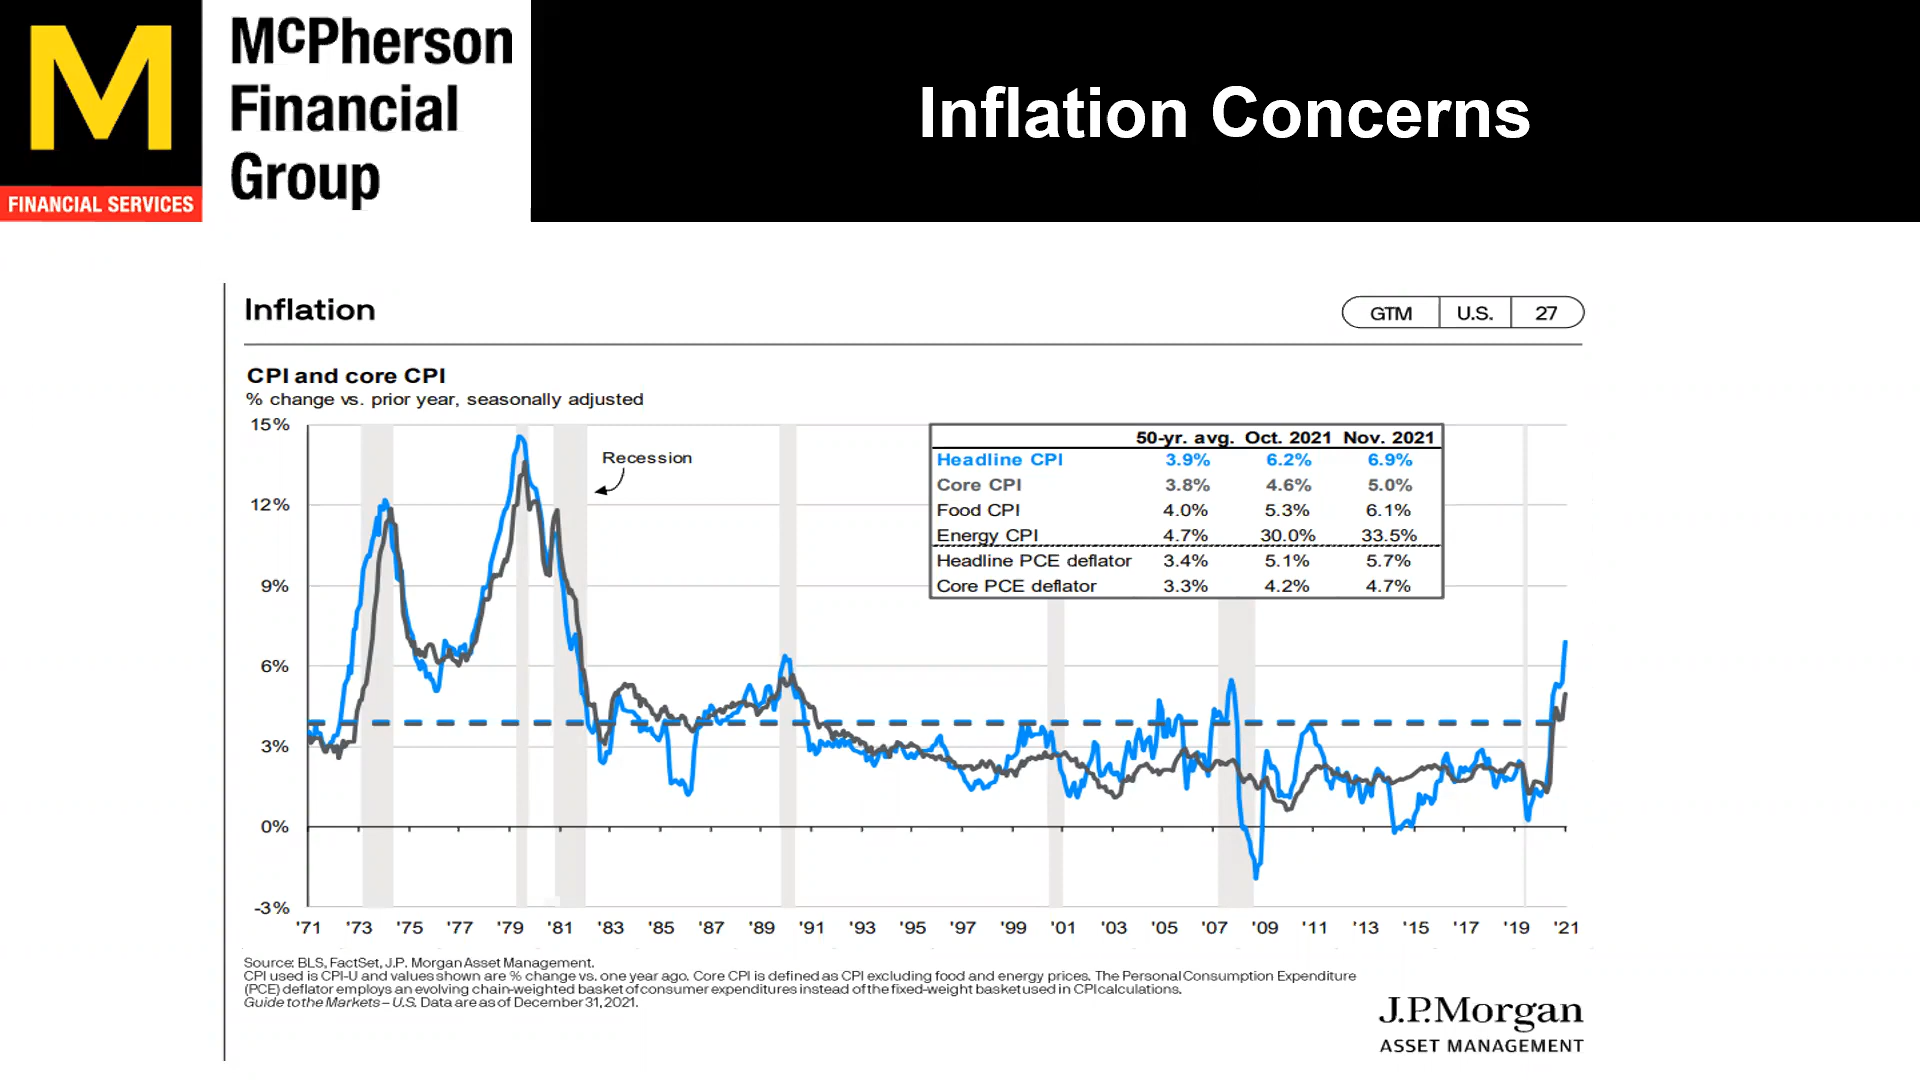 M
FINANCIAL SERVICES
McPherson
Financial
Group
Inflation Concerns
Inflation
GTM U.S. 27
CPI and core CPI
% change vs. prior year, seasonally adjusted
15%
12%
9%
6%
3%
0%
-3%
Recession
50-yr. avg. Oct. 2021 Nov. 2021
Headline CPI 3.9% 6.2% 6.9%
Core CPI 3.8% 4.6% 5.0%
Food CPI 4.0% 5.3% 6.1%
Energy CPI 4.7% 30.0% 33.5%
Headline PCE deflator 3.4% 5.1% 5.7%
Core PCE deflator 3.3% 4.2% 4.7%
'71 '73 '75 '77 '79 '81 '83 '85 '87 '89 '91 '93 '95 '97 '99 '01 '03 '05 '07 '09 '11 '13 '15 '17 '19 '21
Source: BLS, FactSet, J.P. Morgan Asset Management.
CPI used is CPI-U and values shown are % change vs. one year ago. Core CPI is defined as CPI excluding food and energy prices. The Personal Consumption Expenditure
(PCE) deflator employs an evolving chain-weighted basket of consumer expenditures instead of the fixed-weight basket used in CPI calculations.
Guide to the Markets – U.S. Data are as of December 31, 2021.
J.P.Morgan
ASSET MANAGEMENT